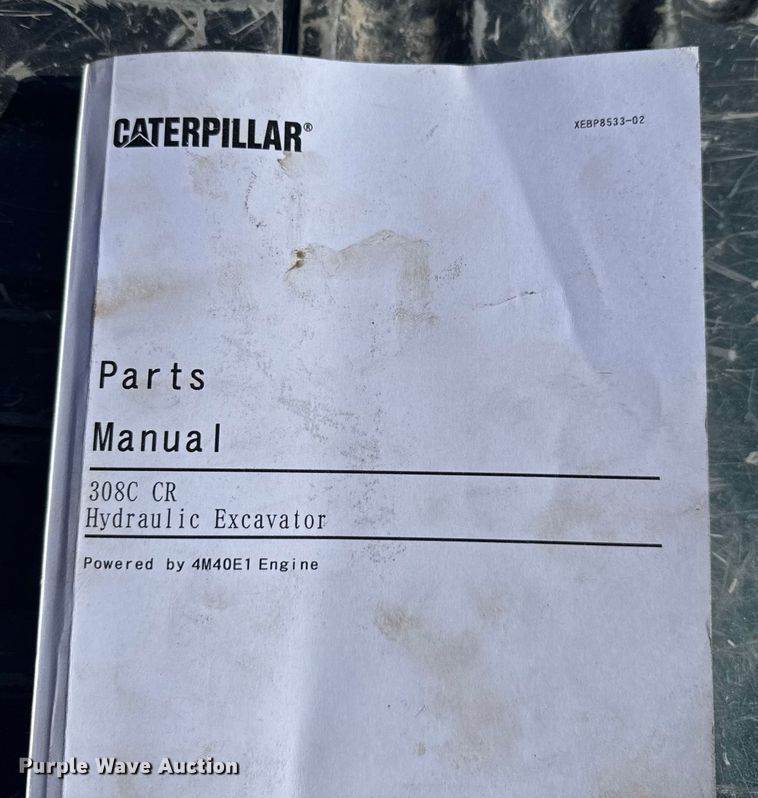 CATERPILLAR®
XEBP8533-02
Parts
Manual
308C CR
Hydraulic Excavator
Powered by 4M40E1 Engine
Purple Wave Auction